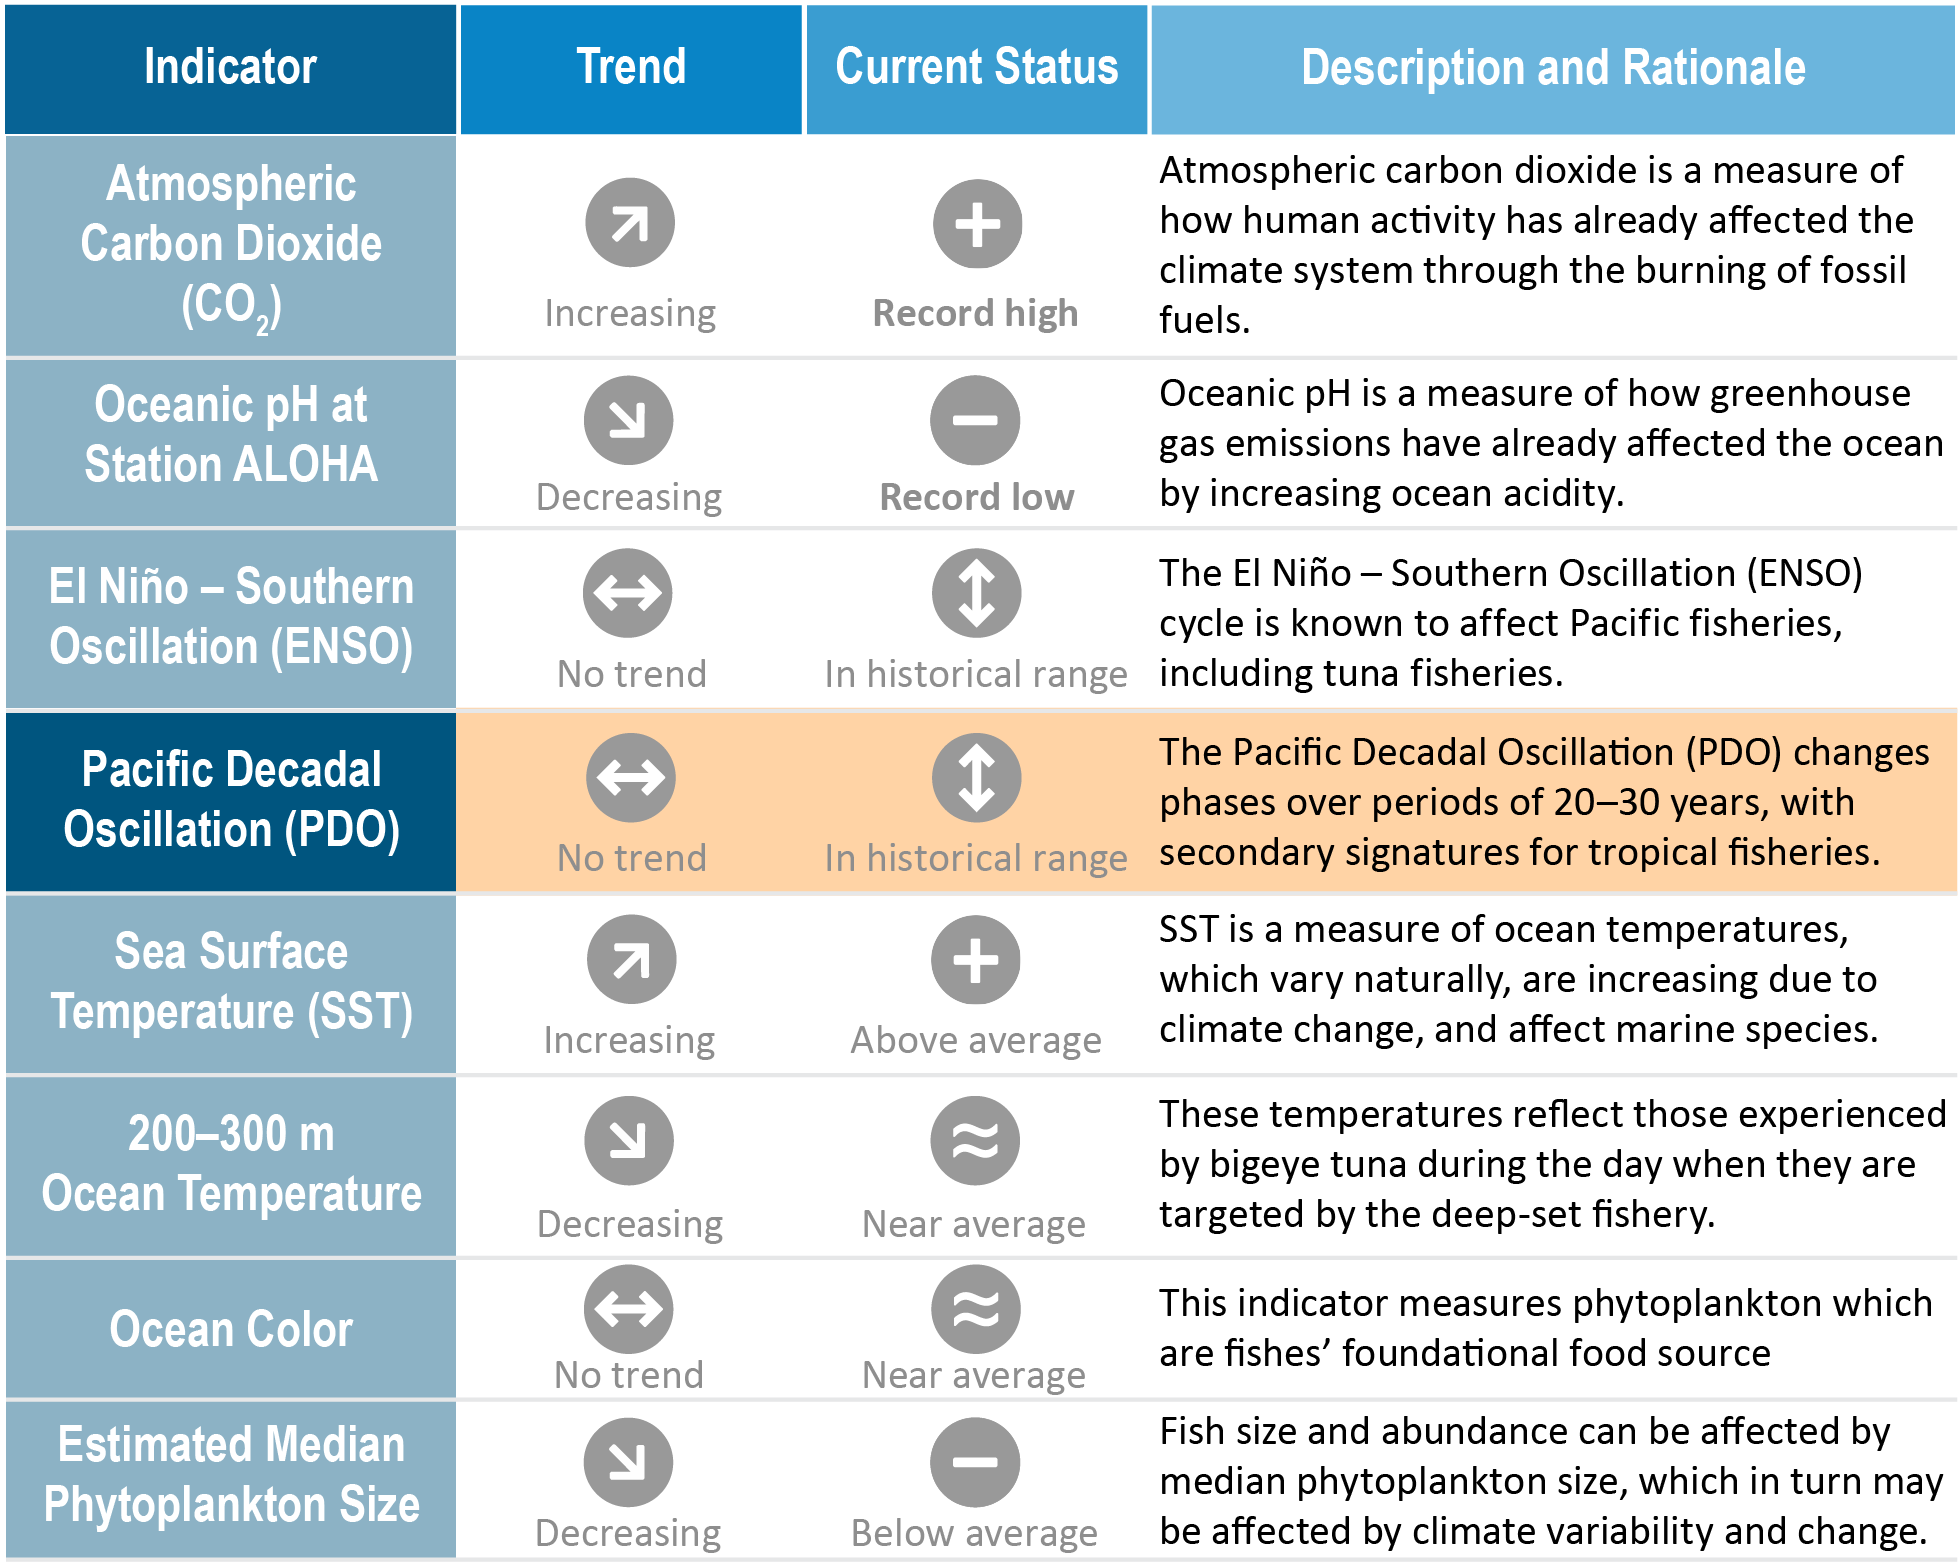 Indicator
Trend
Current Status
Description and Rationale
Atmospheric
Carbon Dioxide
(CO₂)
Increasing
Record high
Atmospheric carbon dioxide is a measure of
how human activity has already affected the
climate system through the burning of fossil
fuels.
Oceanic pH at
Station ALOHA
Decreasing
Record low
Oceanic pH is a measure of how greenhouse
gas emissions have already affected the ocean
by increasing ocean acidity.
El Niño – Southern
Oscillation (ENSO)
No trend
In historical range
The El Niño – Southern Oscillation (ENSO)
cycle is known to affect Pacific fisheries,
including tuna fisheries.
Pacific Decadal
Oscillation (PDO)
No trend
In historical range
The Pacific Decadal Oscillation (PDO) changes
phases over periods of 20–30 years, with
secondary signatures for tropical fisheries.
Sea Surface
Temperature (SST)
Increasing
Above average
SST is a measure of ocean temperatures,
which vary naturally, are increasing due to
climate change, and affect marine species.
200–300 m
Ocean Temperature
Decreasing
Near average
These temperatures reflect those experienced
by bigeye tuna during the day when they are
targeted by the deep-set fishery.
Ocean Color
No trend
Near average
This indicator measures phytoplankton which
are fishes’ foundational food source
Estimated Median
Phytoplankton Size
Decreasing
Below average
Fish size and abundance can be affected by
median phytoplankton size, which in turn may
be affected by climate variability and change.